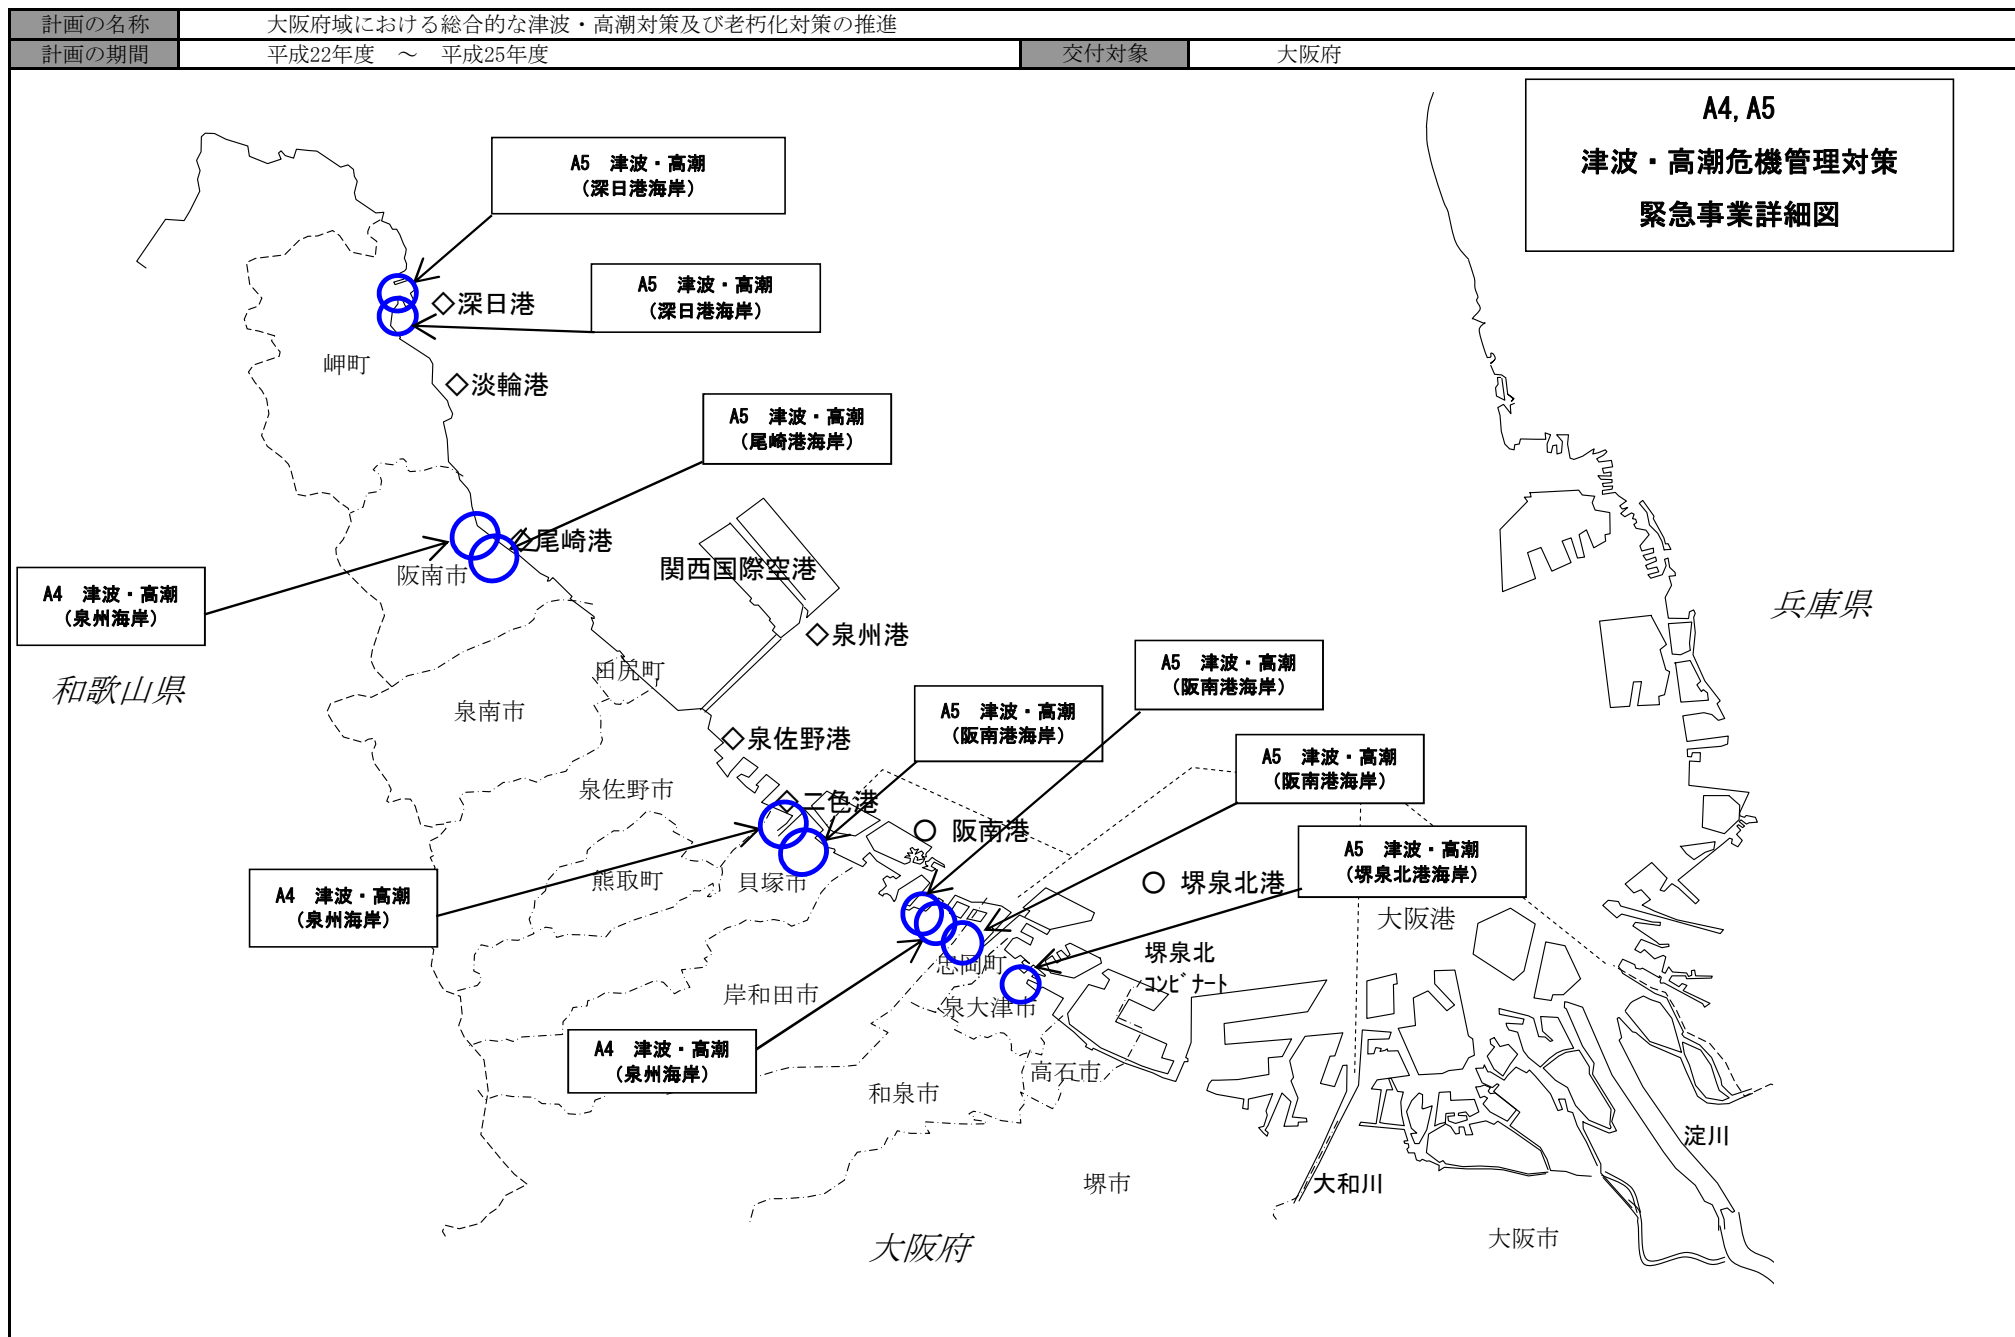 計画の名称 大阪府域における総合的な津波・高潮対策及び老朽化対策の推進
計画の期間 平成22年度 ～ 平成25年度 交付対象 大阪府
A4, A5
津波・高潮危機管理対策
緊急事業詳細図
A5 津波・高潮
（深日港海岸）
A5 津波・高潮
（深日港海岸）
◇深日港
岬町
◇淡輪港
A5 津波・高潮
（尾崎港海岸）
◇尾崎港
関西国際空港
阪南市
A4 津波・高潮
（泉州海岸）
兵庫県
◇泉州港
和歌山県
田尻町
泉南市
A5 津波・高潮
（阪南港海岸）
A5 津波・高潮
（阪南港海岸）
◇泉佐野港
A5 津波・高潮
（阪南港海岸）
泉佐野市
◇二色港
○ 阪南港
A5 津波・高潮
（堺泉北港海岸）
熊取町
貝塚市
○ 堺泉北港
A4 津波・高潮
（泉州海岸）
大阪港
堺泉北
コンビナート
忠岡町
岸和田市
泉大津市
A4 津波・高潮
（泉州海岸）
高石市
和泉市
淀川
堺市
大和川
大阪市
大阪府